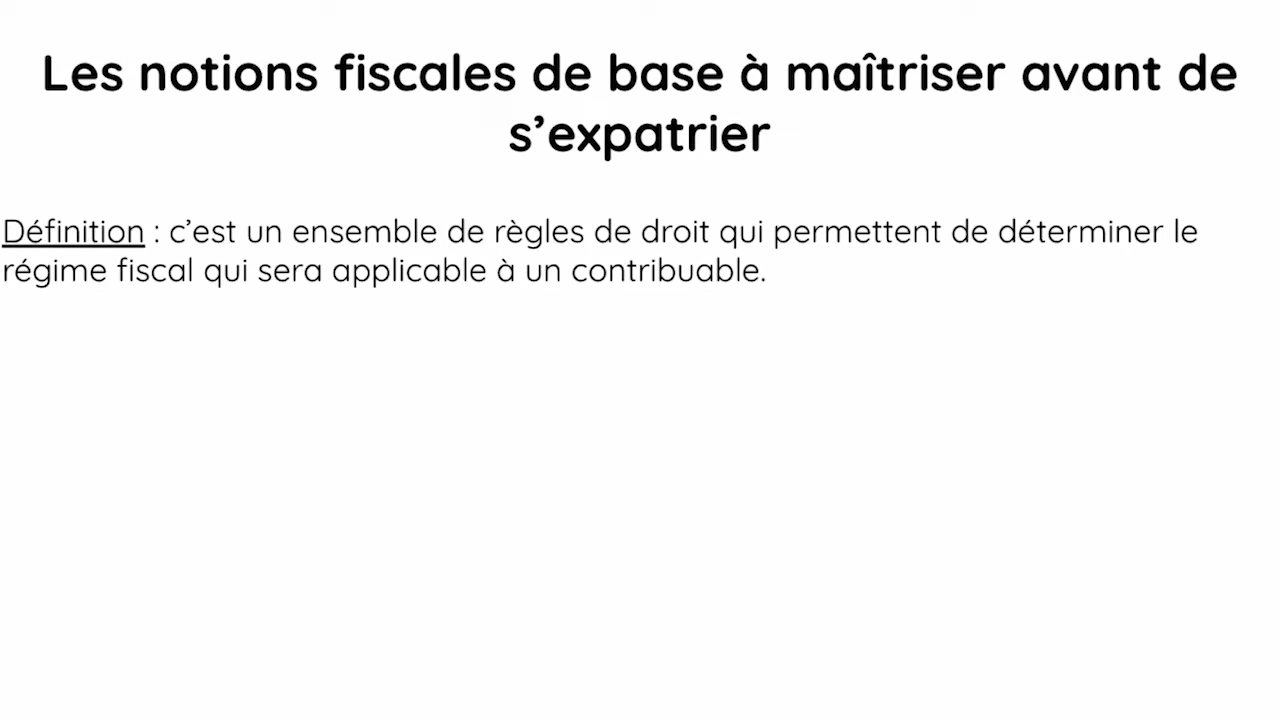 Les notions fiscales de base à maîtriser avant de
s’expatrier
Définition : c’est un ensemble de règles de droit qui permettent de déterminer le
régime fiscal qui sera applicable à un contribuable.